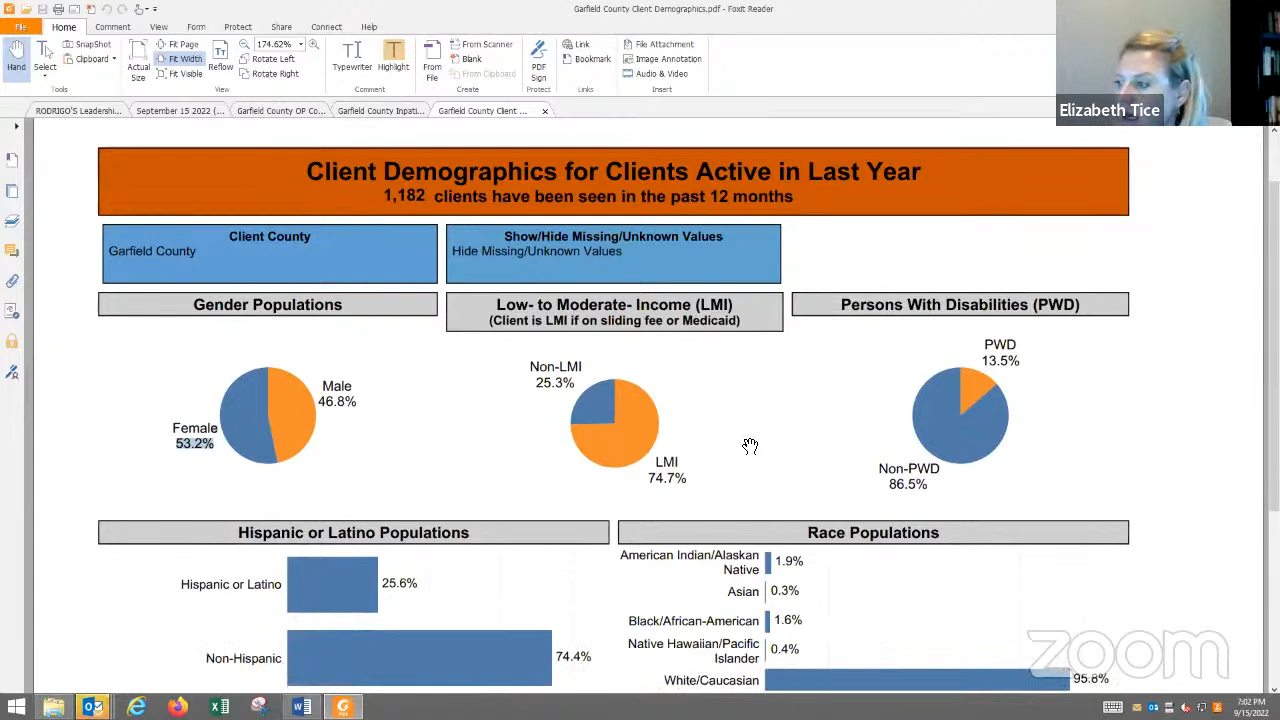 Garfield County Client Demographics.pdf - Foxit Reader
File
Home
Comment
View
Form
Protect
Share
Connect
Help
Hand
Select
SnapShot
Clipboard
Tools
Actual Size
Fit Page
Fit Width
Fit Visible
Reflow
174.62%
Rotate Left
Rotate Right
View
Typewriter
Highlight
Comment
From File
From Scanner
Blank
From Clipboard
Create
PDF Sign
Protect
Link
Bookmark
Links
File Attachment
Image Annotation
Audio & Video
Insert
Elizabeth Tice
RODRIGO'S Leadershi...
September 15 2022 (...
Garfield County OP Co...
Garfield County Inpati...
Garfield County Client ...
Client Demographics for Clients Active in Last Year
1,182 clients have been seen in the past 12 months
Client County
Garfield County
Show/Hide Missing/Unknown Values
Hide Missing/Unknown Values
Gender Populations
Low- to Moderate- Income (LMI)
(Client is LMI if on sliding fee or Medicaid)
Persons With Disabilities (PWD)
Male
46.8%
Female
53.2%
Non-LMI
25.3%
LMI
74.7%
PWD
13.5%
Non-PWD
86.5%
Hispanic or Latino Populations
Hispanic or Latino
25.6%
Non-Hispanic
74.4%
Race Populations
American Indian/Alaskan
Native
1.9%
Asian
0.3%
Black/African-American
1.6%
Native Hawaiian/Pacific
Islander
0.4%
White/Caucasian
95.8%
zoom
7:02 PM
9/15/2022